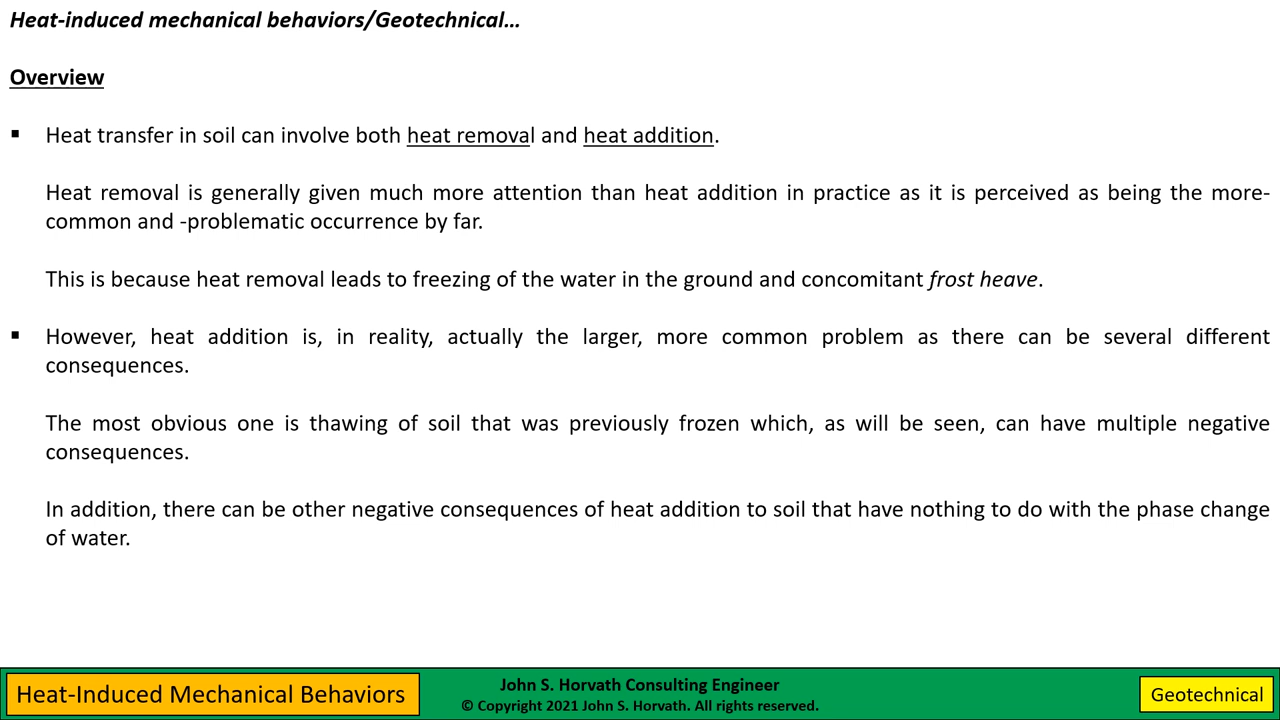 Heat-induced mechanical behaviors/Geotechnical…
Overview
▪ Heat transfer in soil can involve both heat removal and heat addition.
Heat removal is generally given much more attention than heat addition in practice as it is perceived as being the more-
common and -problematic occurrence by far.
This is because heat removal leads to freezing of the water in the ground and concomitant frost heave.
▪ However, heat addition is, in reality, actually the larger, more common problem as there can be several different
consequences.
The most obvious one is thawing of soil that was previously frozen which, as will be seen, can have multiple negative
consequences.
In addition, there can be other negative consequences of heat addition to soil that have nothing to do with the phase change
of water.
Heat-Induced Mechanical Behaviors
John S. Horvath Consulting Engineer
© Copyright 2021 John S. Horvath. All rights reserved.
Geotechnical